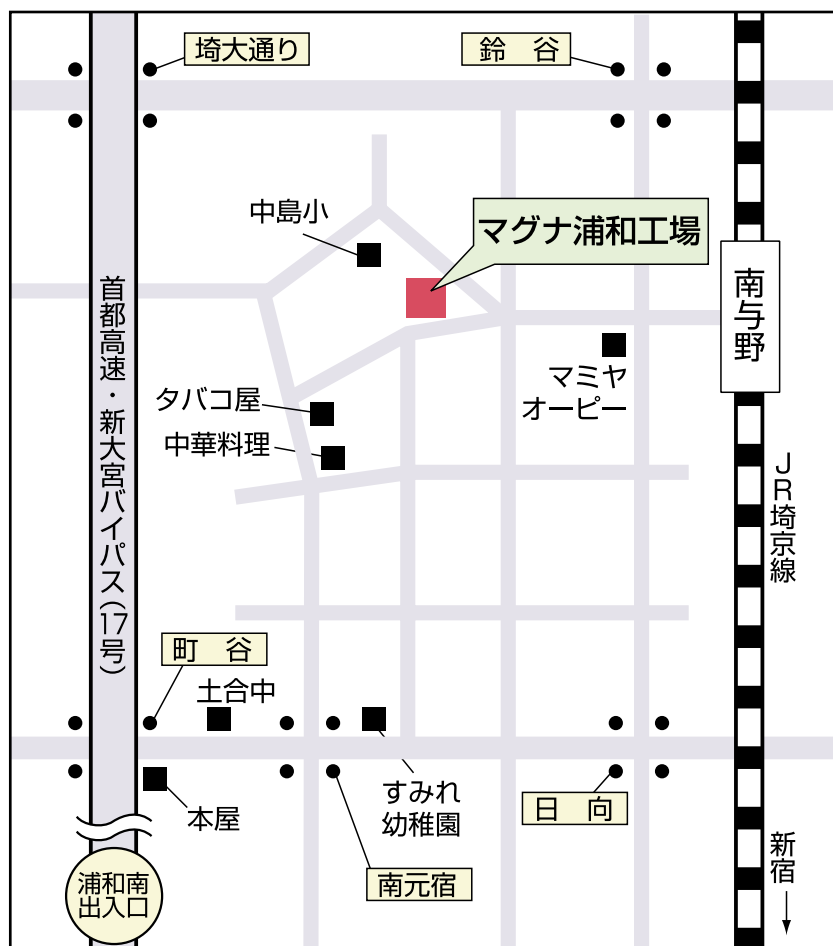 埼大通り
鈴　谷
中島小
マグナ浦和工場
南与野
首都高速・新大宮バイパス(17号)
マミヤ
オーピー
タバコ屋
中華料理
JR埼京線
町　谷
土合中
すみれ
幼稚園
日　向
本屋
新宿
南元宿
浦和南
出入口